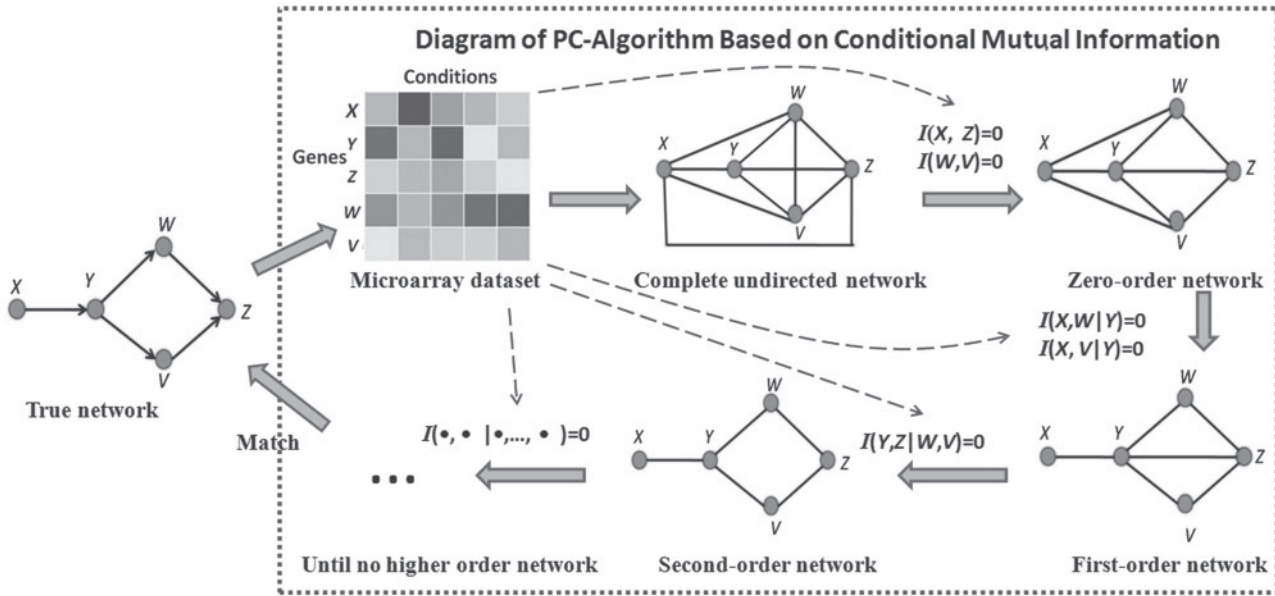 Diagram of PC-Algorithm Based on Conditional Mutual Information
Conditions
Genes
X
Y
Z
W
V
Microarray dataset
W
X
Y
Z
V
Complete undirected network
I(X, Z)=0
I(W,V)=0
W
X
Y
Z
V
Zero-order network
W
X
Y
Z
V
True network
Match
I(X,W|Y)=0
I(X, V|Y)=0
W
X
Y
Z
V
First-order network
I(Y,Z|W,V)=0
W
X
Y
Z
V
Second-order network
I(•, • |•,..., • )=0
•••
Until no higher order network